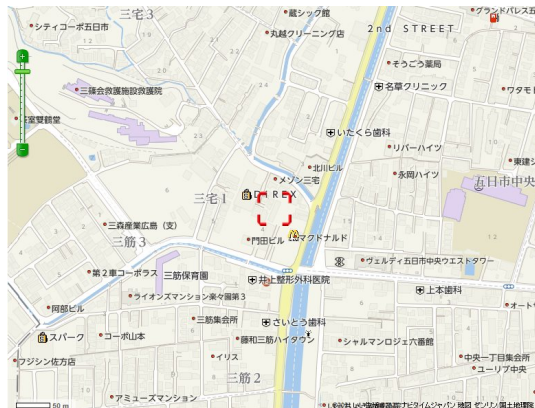 三宅3
蔵シック館
シティコーポ五日市
丸越クリーニング店
2nd STREET
そうごう薬局
三篠会救護施設救護院
名草クリニック
いたくら歯科
リバーハイツ
北川ビル
メゾン三宅
永岡ハイツ
五日市中央
三宅1
DiREX
三森産業広島(支)
三筋3
門田ビル
マクドナルド
第2車コーポラス
三筋保育園
井上整形外科医院
ヴェルディ五日市中央ウエストタワー
上本歯科
ライオンズマンション楽々園第3
阿部ビル
三筋集会所
さいとう歯科
スパーク
コーポ山本
藤和三筋ハイタウン
シャルマンロジェ六番館
フジシン佐方店
イリス
中央一丁目集会所
ユーリブ中央
三筋2
アミューズマンション
50 m